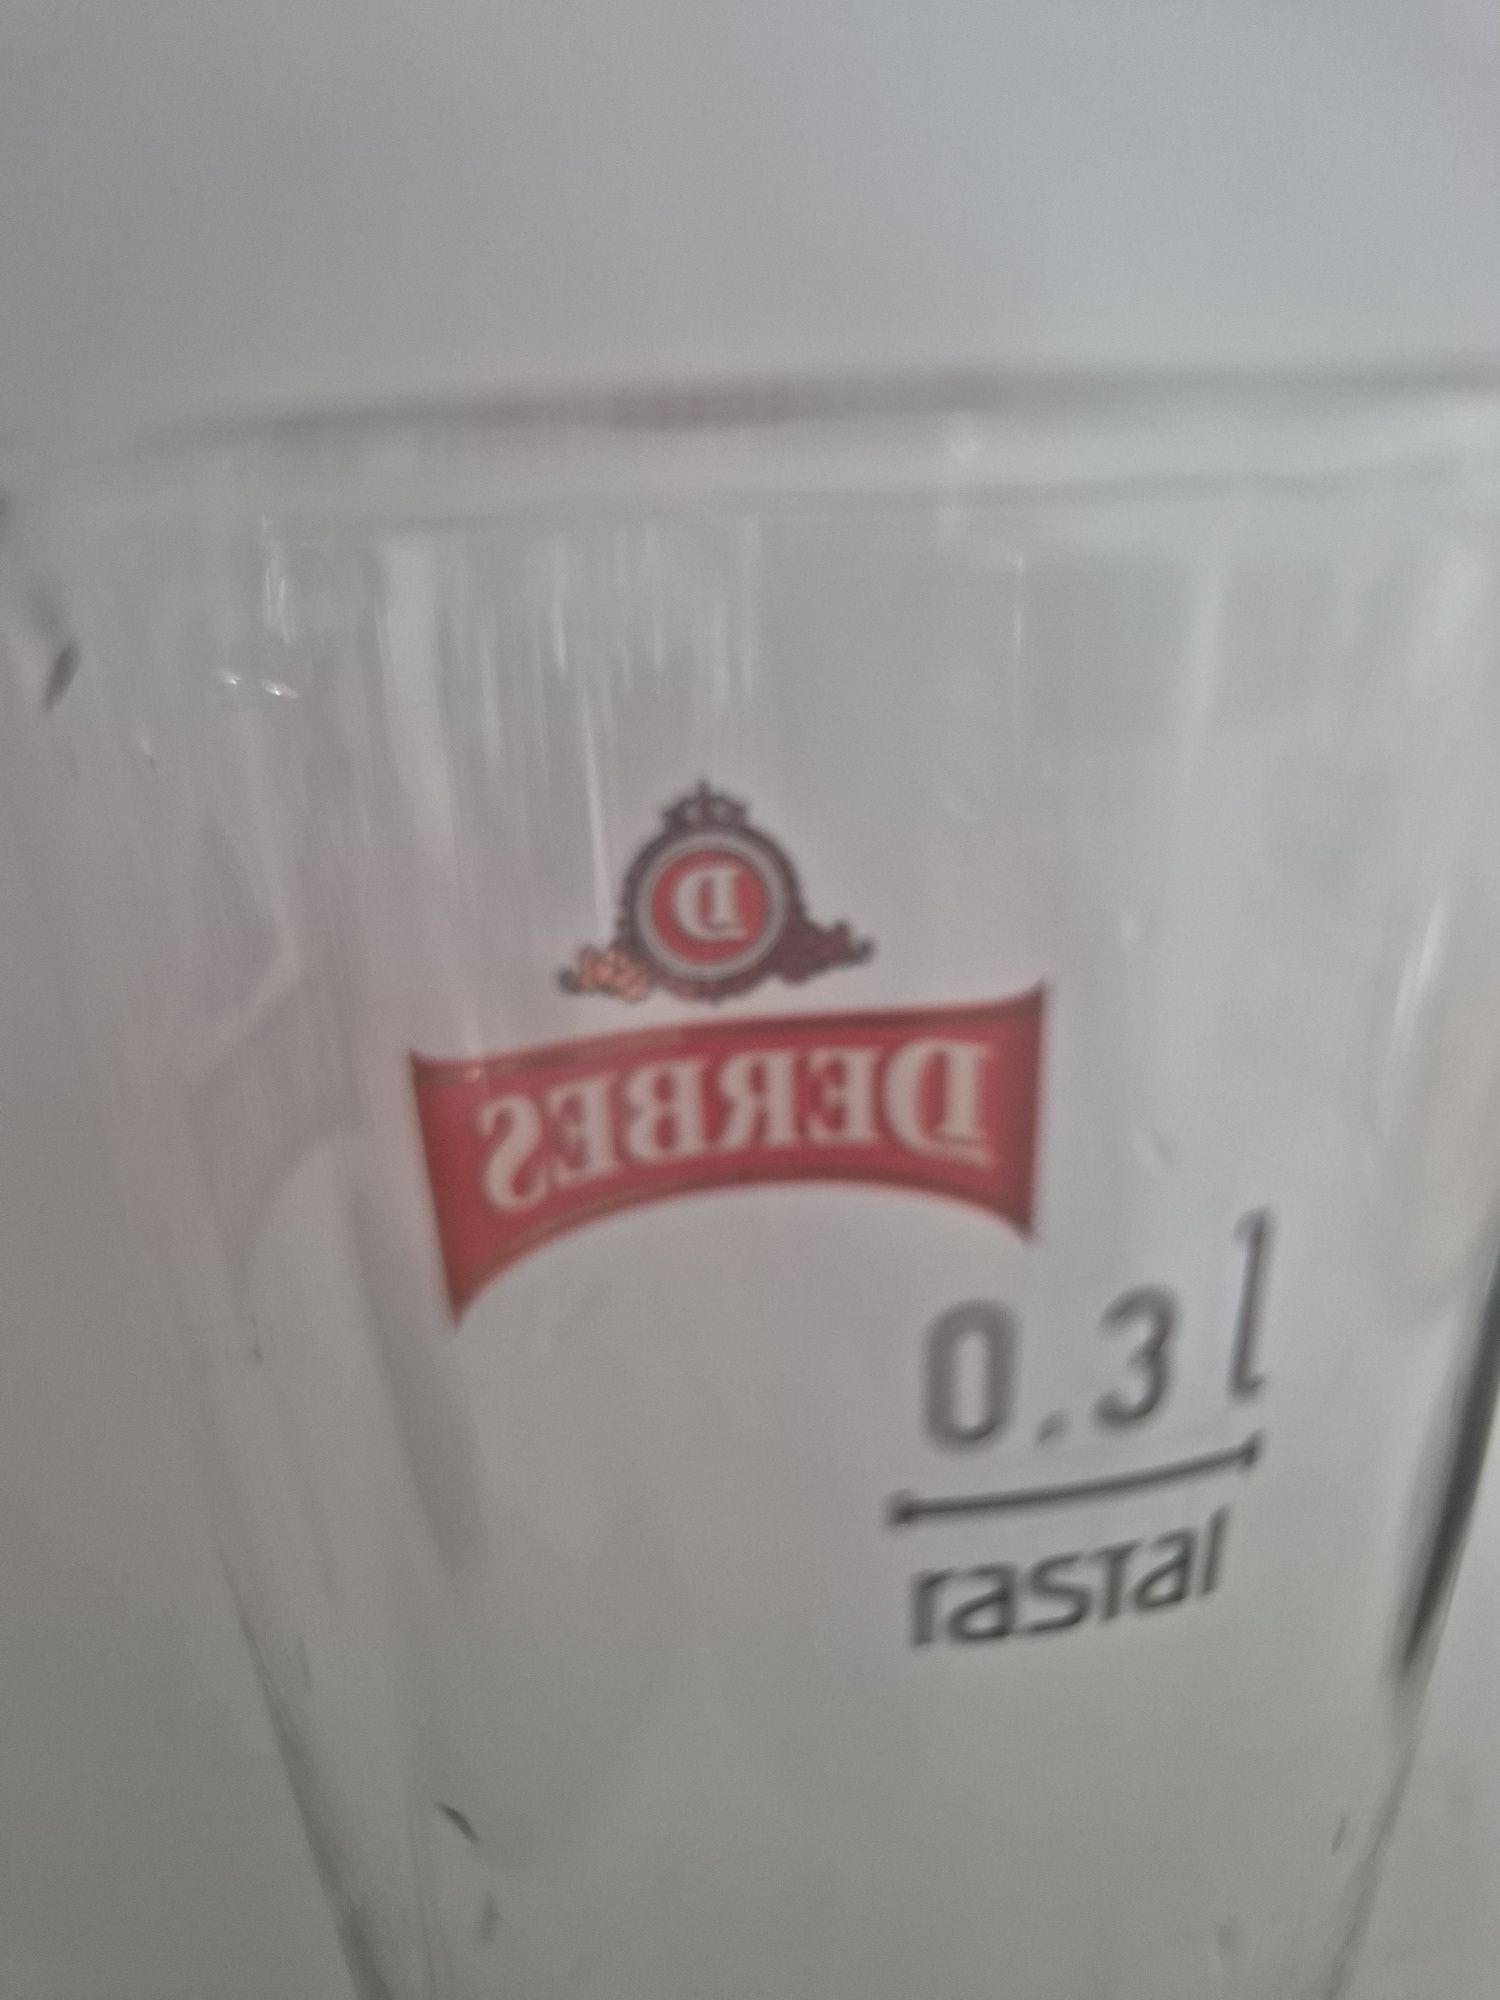 D
DERBES
0.3 l
rastal